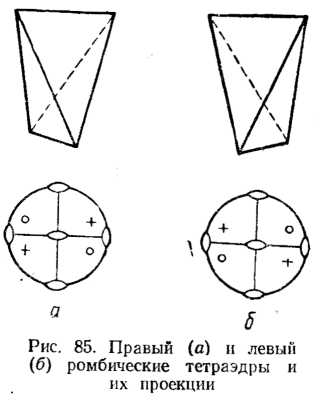 а
б
Рис. 85. Правый (а) и левый
(б) ромбические тетраэдры и
их проекции